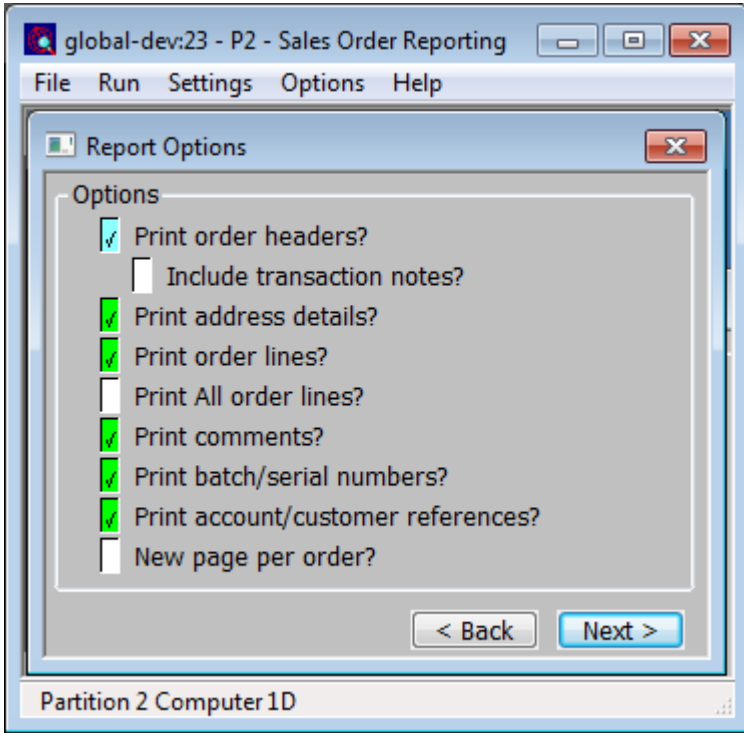 global-dev:23 - P2 - Sales Order Reporting
File Run Settings Options Help
Report Options
Options
Print order headers?
Include transaction notes?
Print address details?
Print order lines?
Print All order lines?
Print comments?
Print batch/serial numbers?
Print account/customer references?
New page per order?
< Back Next >
Partition 2 Computer 1D